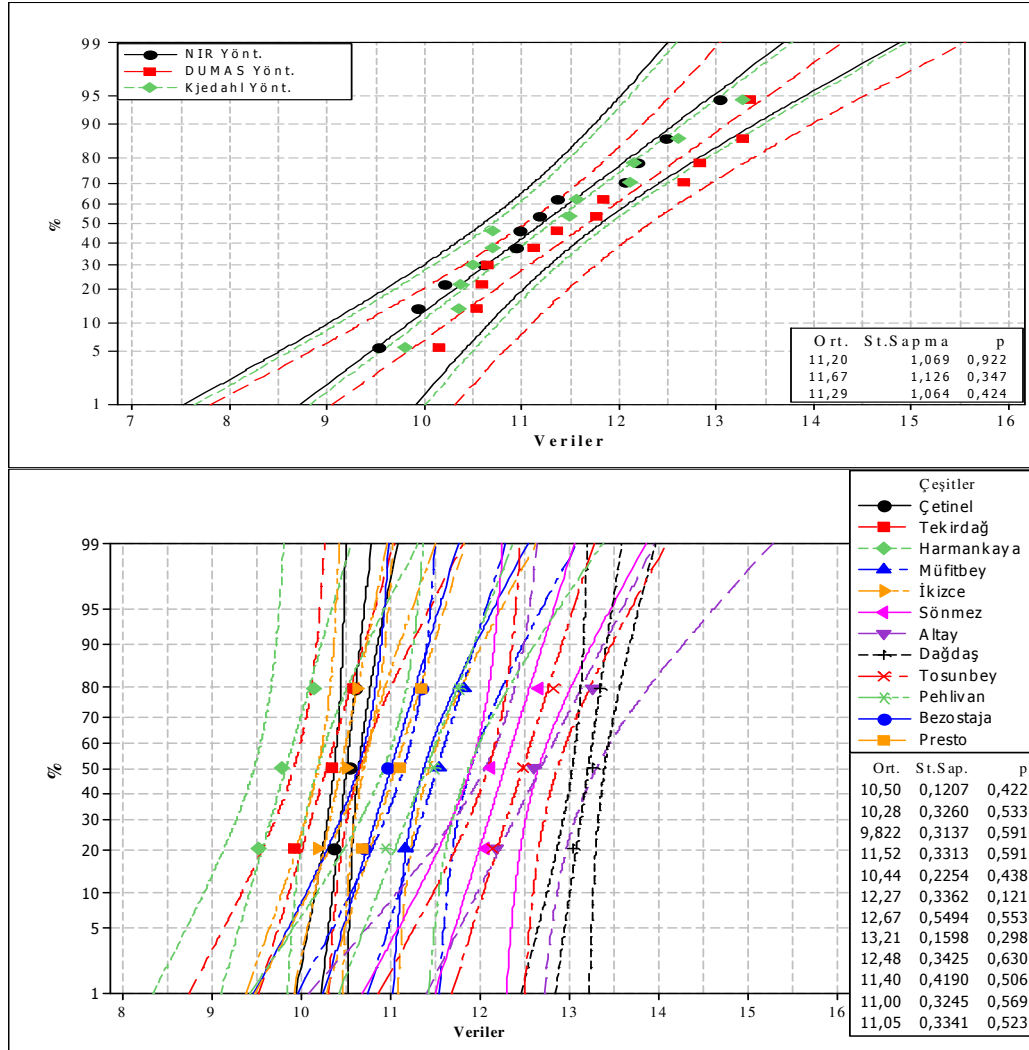 NIR Yönt.
DUMAS Yönt.
Kjedahl Yönt.
%
99
95
90
80
70
60
50
40
30
20
10
5
1
7 8 9 10 11 12 13 14 15 16
Veriler
Ort. St.Sapma p
11,20 1,069 0,922
11,67 1,126 0,347
11,29 1,064 0,424
Çeşitler
Çetinel
Tekirdağ
Harmankaya
Müfitbey
İkizce
Sönmez
Altay
Dağdaş
Tosunbey
Pehlivan
Bezostaja
Presto
%
99
95
90
80
70
60
50
40
30
20
10
5
1
8 9 10 11 12 13 14 15 16
Veriler
Ort. St.Sap. p
10,50 0,1207 0,422
10,28 0,3260 0,533
9,822 0,3137 0,591
11,52 0,3313 0,591
10,44 0,2254 0,438
12,27 0,3362 0,121
12,67 0,5494 0,553
13,21 0,1598 0,298
12,48 0,3425 0,630
11,40 0,4190 0,506
11,00 0,3245 0,569
11,05 0,3341 0,523